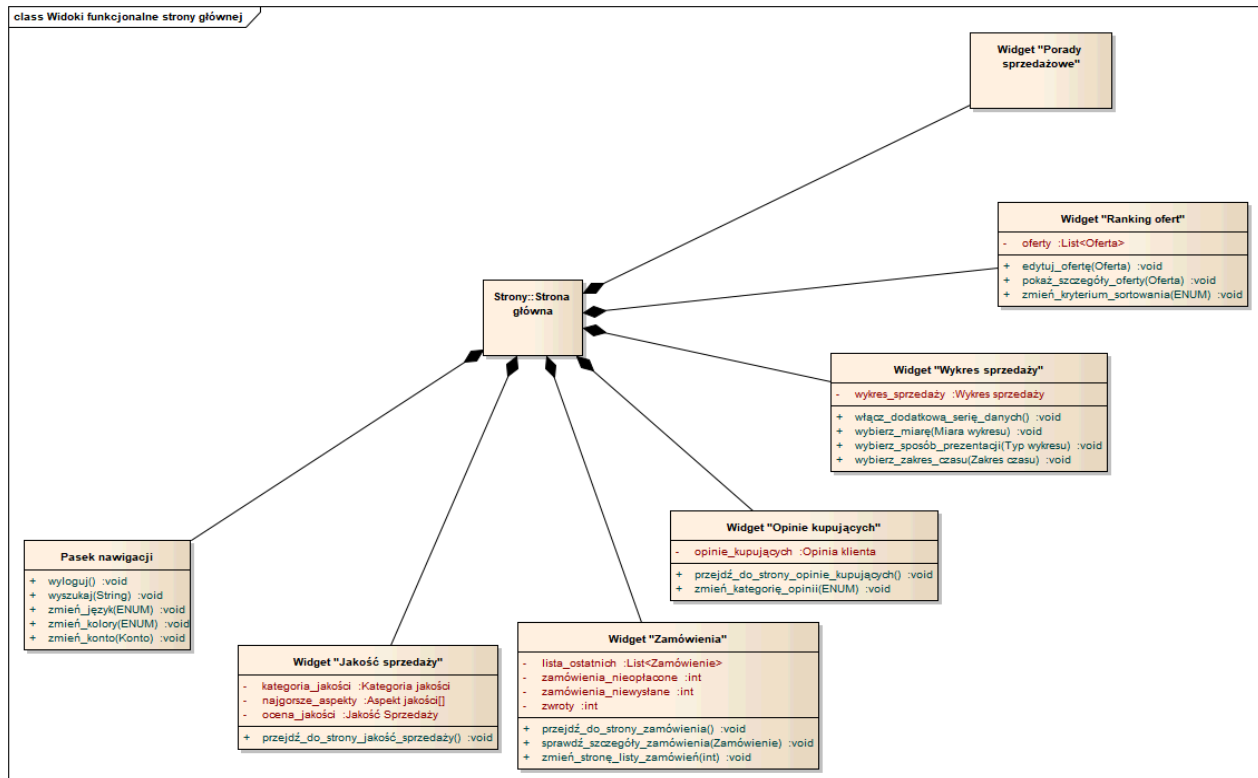 class Widoki funkcjonalne strony głównej
Widget "Porady
sprzedażowe"
Widget "Ranking ofert"
- oferty :List<Oferta>
+ edytuj_ofertę(Oferta) :void
+ pokaż_szczegóły_oferty(Oferta) :void
+ zmień_kryterium_sortowania(ENUM) :void
Strony::Strona
główna
Widget "Wykres sprzedaży"
- wykres_sprzedaży :Wykres sprzedaży
+ włącz_dodatkową_serię_danych() :void
+ wybierz_miarę(Miara wykresu) :void
+ wybierz_sposób_prezentacji(Typ wykresu) :void
+ wybierz_zakres_czasu(Zakres czasu) :void
Widget "Opinie kupujących"
- opinie_kupujących :Opinia klienta
+ przejdź_do_strony_opinie_kupujących() :void
+ zmień_kategorię_opinii(ENUM) :void
Pasek nawigacji
+ wyloguj() :void
+ wyszukaj(String) :void
+ zmień_język(ENUM) :void
+ zmień_kolory(ENUM) :void
+ zmień_konto(Konto) :void
Widget "Jakość sprzedaży"
- kategoria_jakości :Kategoria jakości
- najgorsze_aspekty :Aspekt jakości[]
- ocena_jakości :Jakość Sprzedaży
+ przejdź_do_strony_jakość_sprzedaży() :void
Widget "Zamówienia"
- lista_ostatnich :List<Zamówienie>
- zamówienia_nieopłacone :int
- zamówienia_niewysłane :int
- zwroty :int
+ przejdź_do_strony_zamówienia() :void
+ sprawdź_szczegóły_zamówienia(Zamówienie) :void
+ zmień_stronę_listy_zamówień(int) :void